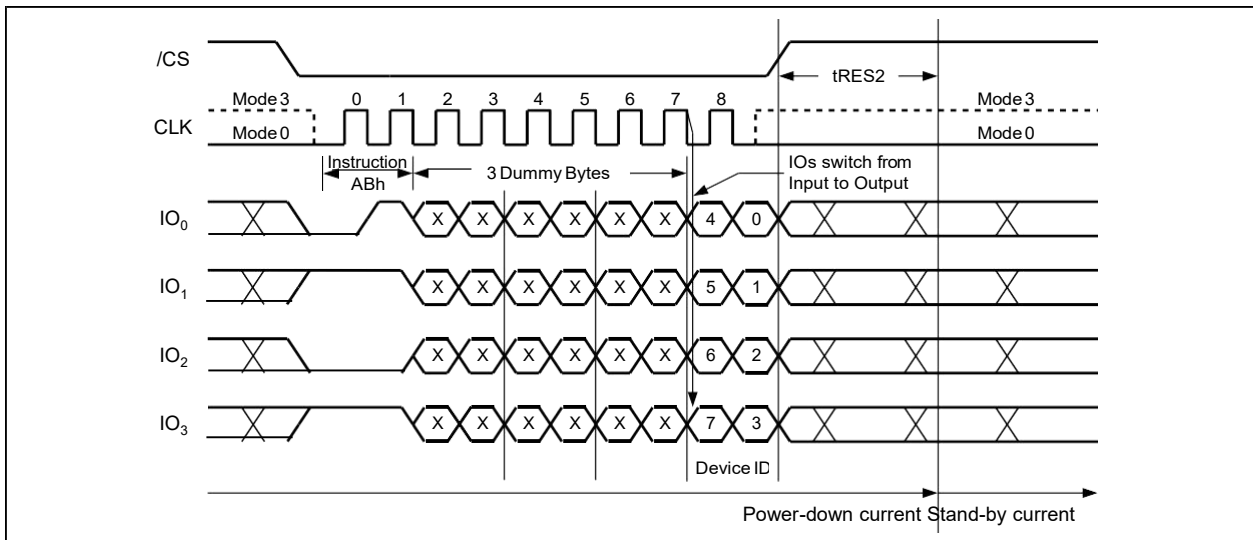 /CS
tRES2
0 1 2 3 4 5 6 7 8
Mode 3 Mode 3
CLK
Mode 0 Mode 0
Instruction
ABh
3 Dummy Bytes
IOs switch from
Input to Output
IO0 X X X X X X 4 0
IO1 X X X X X X 5 1
IO2 X X X X X X 6 2
IO3 X X X X X X 7 3
Device ID
Power-down current Stand-by current